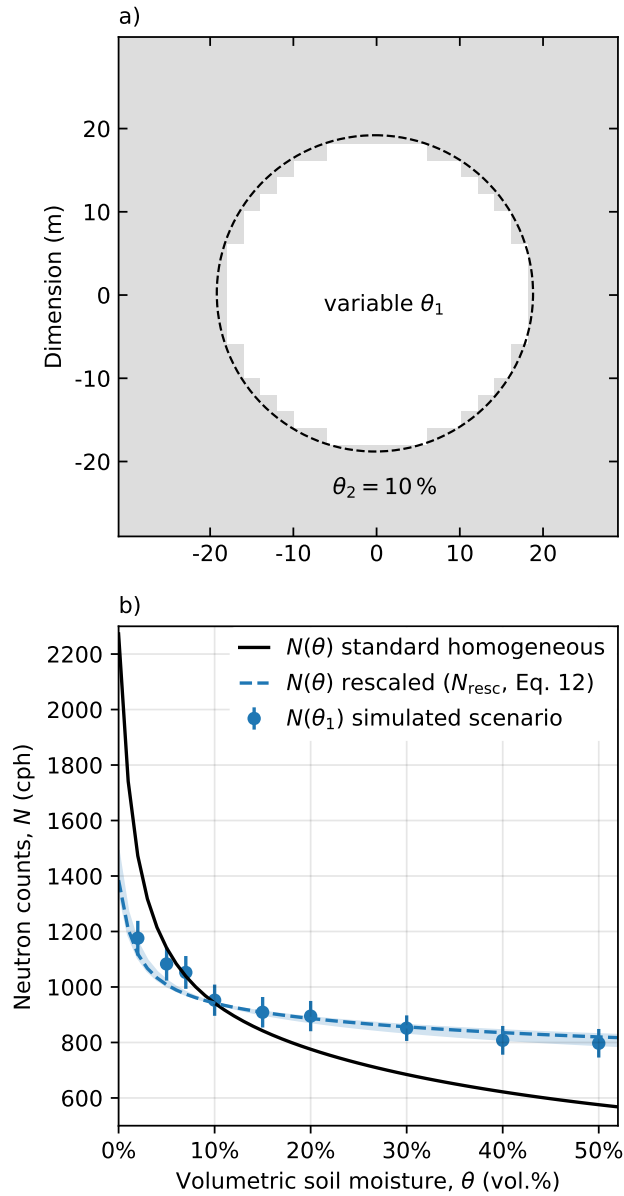 a)
20
10
0
-10
-20
Dimension (m)
variable θ₁
θ₂ = 10 %
-20 -10 0 10 20
b)
2200
2000
1800
1600
1400
1200
1000
800
600
Neutron counts, N (cph)
N(θ) standard homogeneous
N(θ) rescaled (Nresc, Eq. 12)
N(θ₁) simulated scenario
0% 10% 20% 30% 40% 50%
Volumetric soil moisture, θ (vol.%)